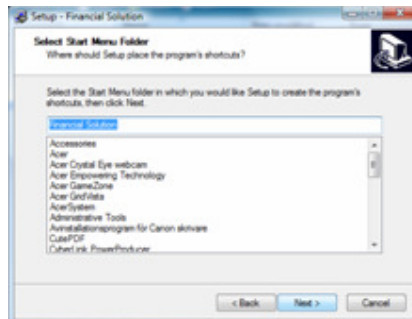 Setup - Financial Solution
Select Start Menu Folder
Where should Setup place the program's shortcuts?
Select the Start Menu folder in which you would like Setup to create the program's
shortcuts, then click Next.
Financial Solution
Accessories
Acer
Acer Crystal Eye webcam
Acer Empowering Technology
Acer GameZone
Acer GridVista
AcerSystem
Administrative Tools
Avinstallationsprogram för Canon skrivare
CutePDF
CyberLink PowerProducer
< Back
Next >
Cancel